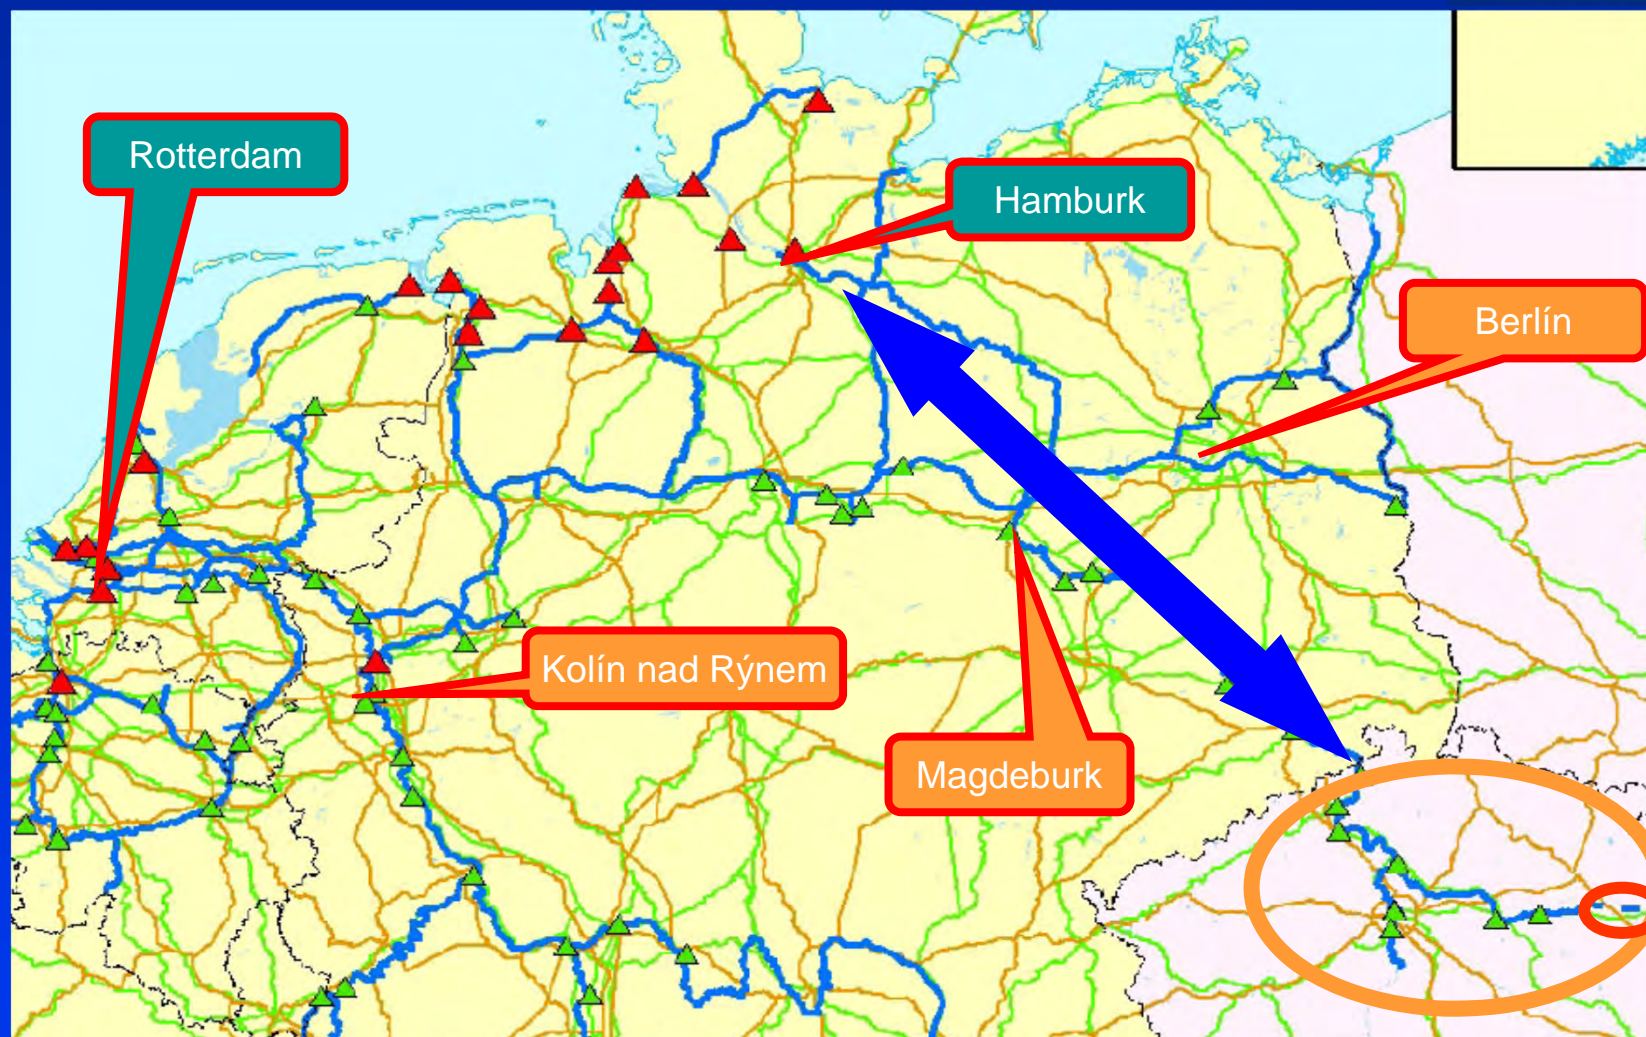 Rotterdam
Hamburk
Berlín
Kolín nad Rýnem
Magdeburk